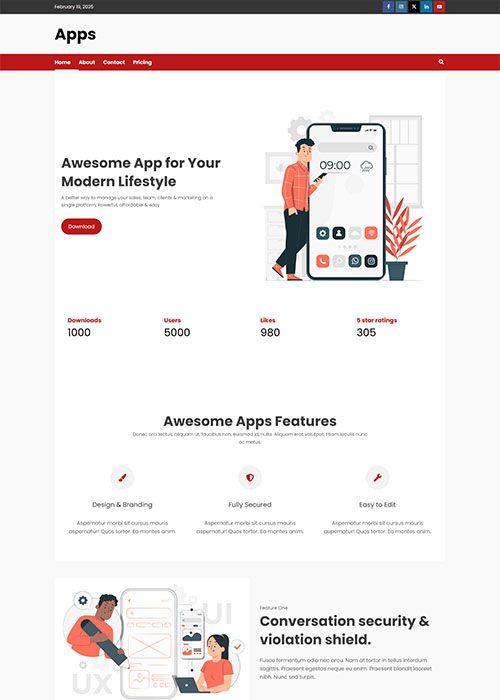 February 19, 2025
Apps
Home About Contact Pricing
Awesome App for Your
Modern Lifestyle
A better way to manage your sales, team, clients & marketing on a
single platform. Powerful, affordable & easy.
Download
09:00
Downloads Users Likes 5 star ratings
1000 5000 980 305
Awesome Apps Features
Donec orci lectus, aliquam ut, faucibus non, euismod id, nulla. Aliquam erat volutpat. Etiam iaculis nunc
ac metus.
Design & Branding Fully Secured Easy to Edit
Aspernatur morbi sit cursus mauris Aspernatur morbi sit cursus mauris Aspernatur morbi sit cursus mauris
aspernatur! Quos tortor. Ea montes anim. aspernatur! Quos tortor. Ea montes anim. aspernatur! Quos tortor. Ea montes anim.
UI
UX
Feature One
Conversation security &
violation shield.
Fusce fermentum odio nec arcu. Nam at tortor in tellus interdum
sagittis. Praesent egestas neque eu enim. Praesent blandit laoreet
nibh. Nunc sed turpis.